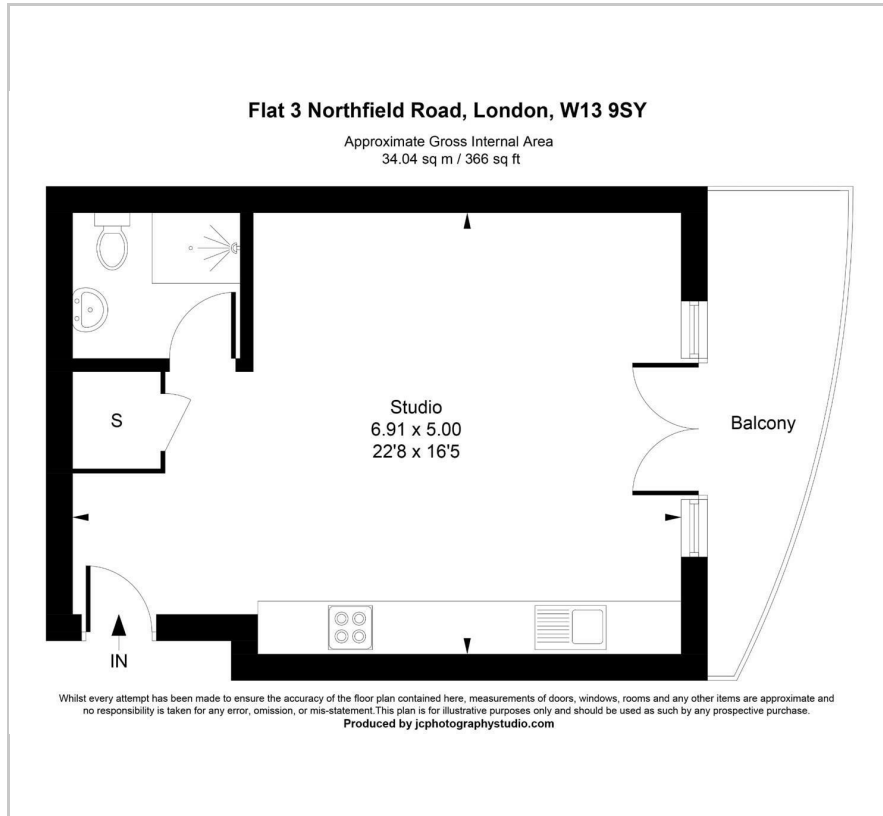 Flat 3 Northfield Road, London, W13 9SY
Approximate Gross Internal Area
34.04 sq m / 366 sq ft
Studio
6.91 x 5.00
22'8 x 16'5
S
Balcony
IN
Whilst every attempt has been made to ensure the accuracy of the floor plan contained here, measurements of doors, windows, rooms and any other items are approximate and
no responsibility is taken for any error, omission, or mis-statement.This plan is for illustrative purposes only and should be used as such by any prospective purchase.
Produced by jcphotographystudio.com